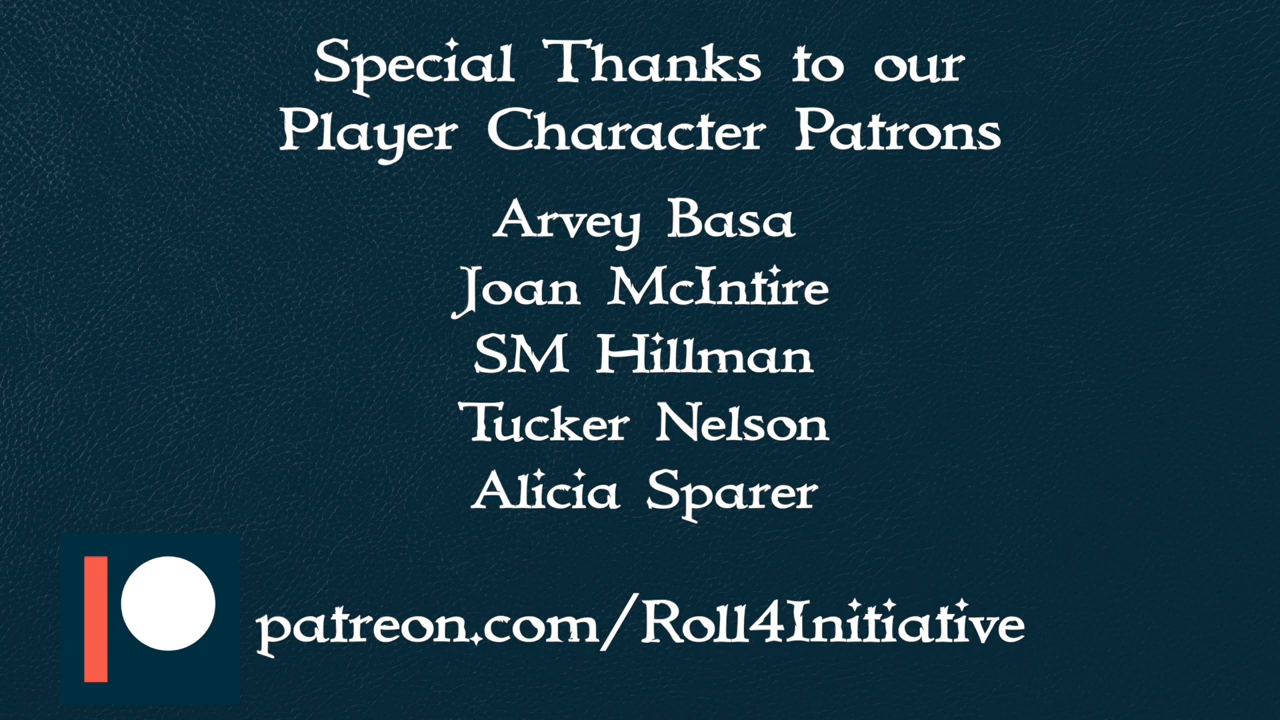 Special Thanks to our
Player Character Patrons
Arvey Basa
Joan McIntire
SM Hillman
Tucker Nelson
Alicia Sparer
patreon.com/Roll4Initiative